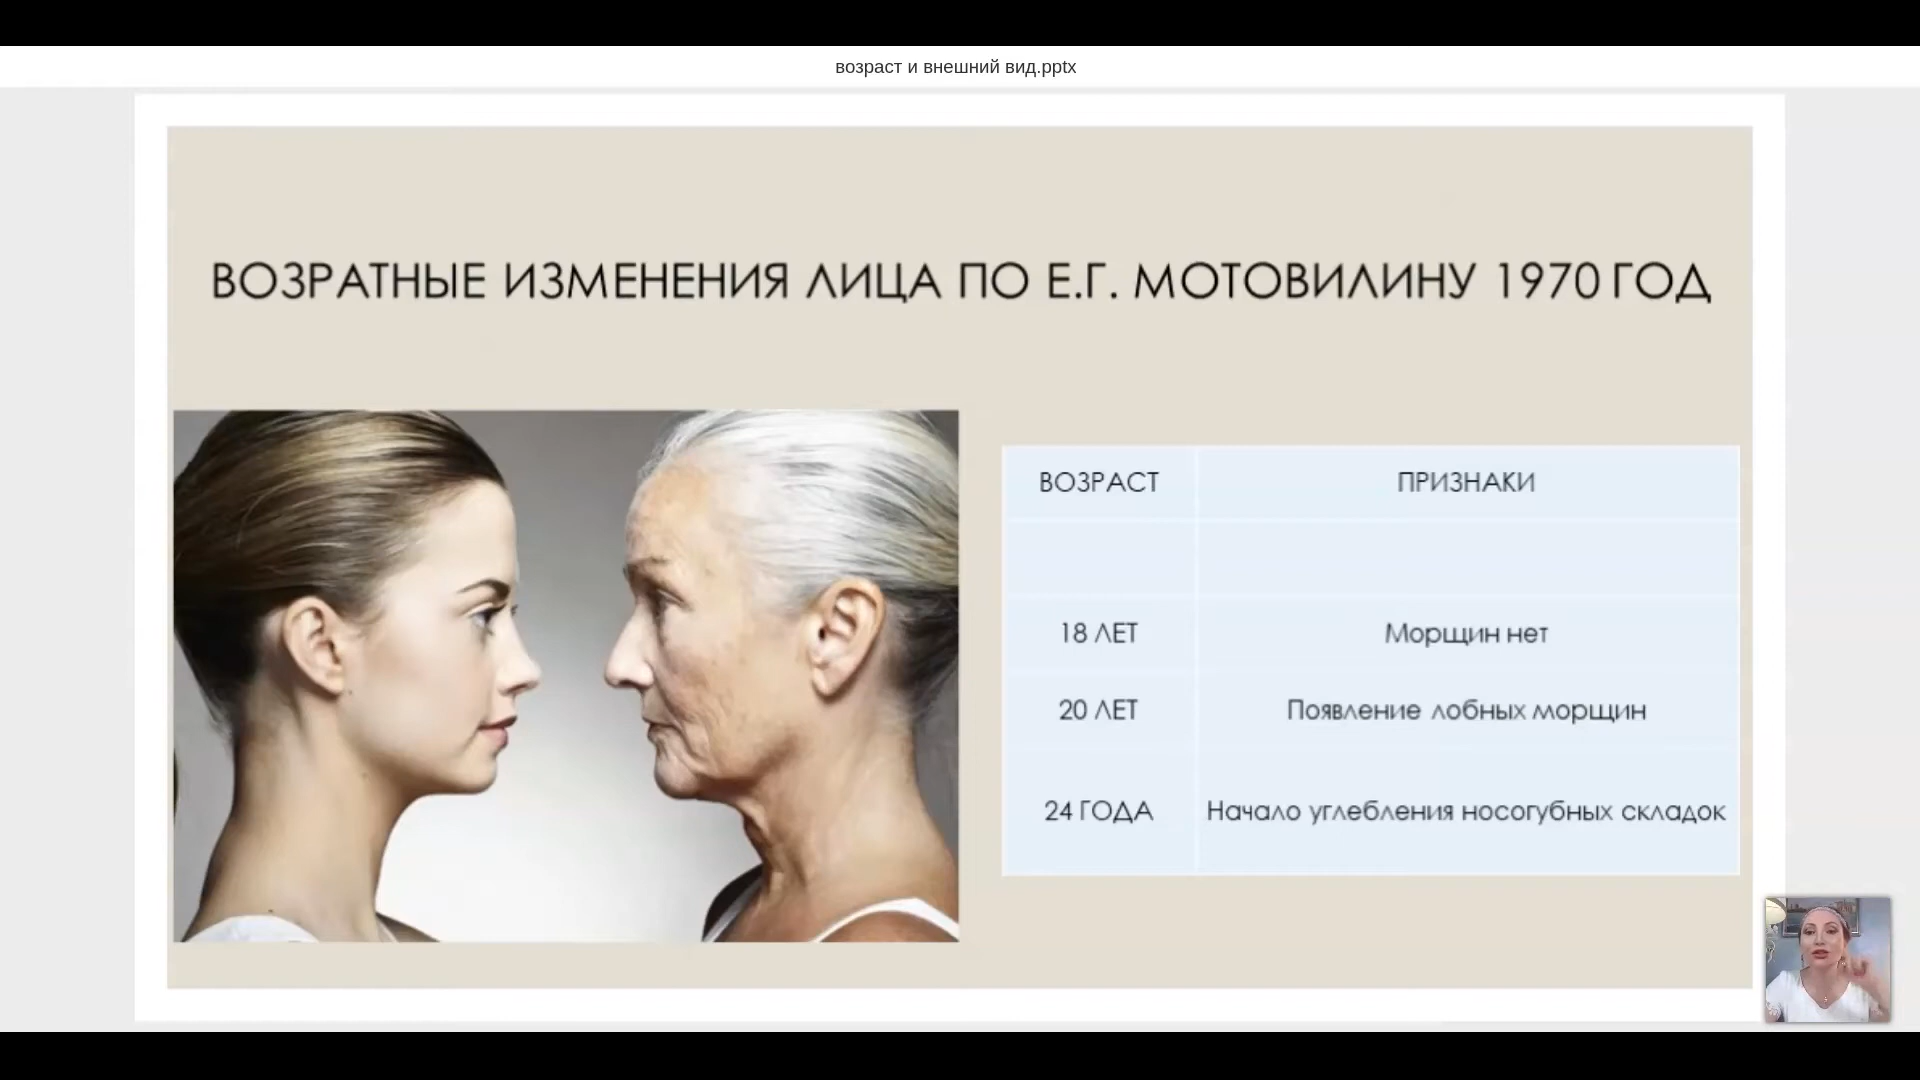 возраст и внешний вид.pptx
ВОЗРАТНЫЕ ИЗМЕНЕНИЯ ЛИЦА ПО Е.Г. МОТОВИЛИНУ 1970 ГОД
ВОЗРАСТ ПРИЗНАКИ
18 ЛЕТ Морщин нет
20 ЛЕТ Появление лобных морщин
24 ГОДА Начало углебления носогубных складок